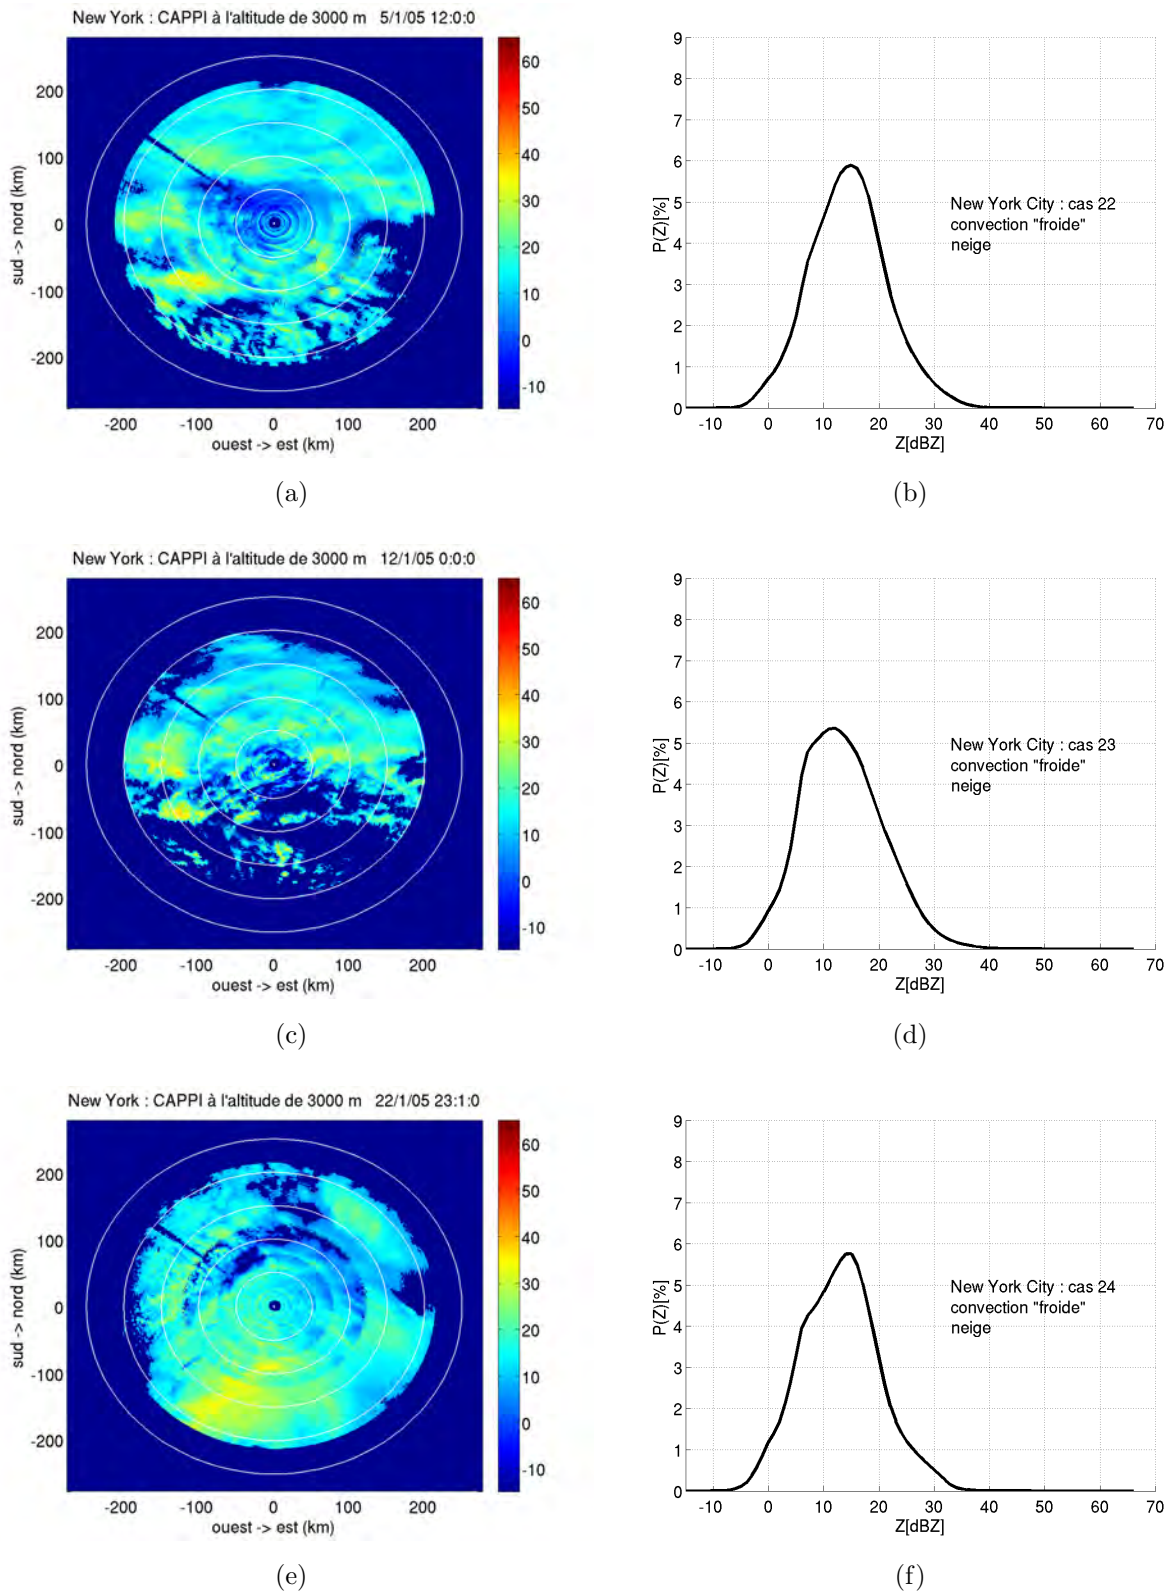 New York : CAPPI à l'altitude de 3000 m 5/1/05 12:0:0
sud -> nord (km)
200
100
0
-100
-200
-200 -100 0 100 200
ouest -> est (km)
60
50
40
30
20
10
0
-10
(a)
P(Z)[%]
9
8
7
6
5
4
3
2
1
0
-10 0 10 20 30 40 50 60 70
Z[dBZ]
New York City : cas 22
convection "froide"
neige
(b)
New York : CAPPI à l'altitude de 3000 m 12/1/05 0:0:0
sud -> nord (km)
200
100
0
-100
-200
-200 -100 0 100 200
ouest -> est (km)
60
50
40
30
20
10
0
-10
(c)
P(Z)[%]
9
8
7
6
5
4
3
2
1
0
-10 0 10 20 30 40 50 60 70
Z[dBZ]
New York City : cas 23
convection "froide"
neige
(d)
New York : CAPPI à l'altitude de 3000 m 22/1/05 23:1:0
sud -> nord (km)
200
100
0
-100
-200
-200 -100 0 100 200
ouest -> est (km)
60
50
40
30
20
10
0
-10
(e)
P(Z)[%]
9
8
7
6
5
4
3
2
1
0
-10 0 10 20 30 40 50 60 70
Z[dBZ]
New York City : cas 24
convection "froide"
neige
(f)